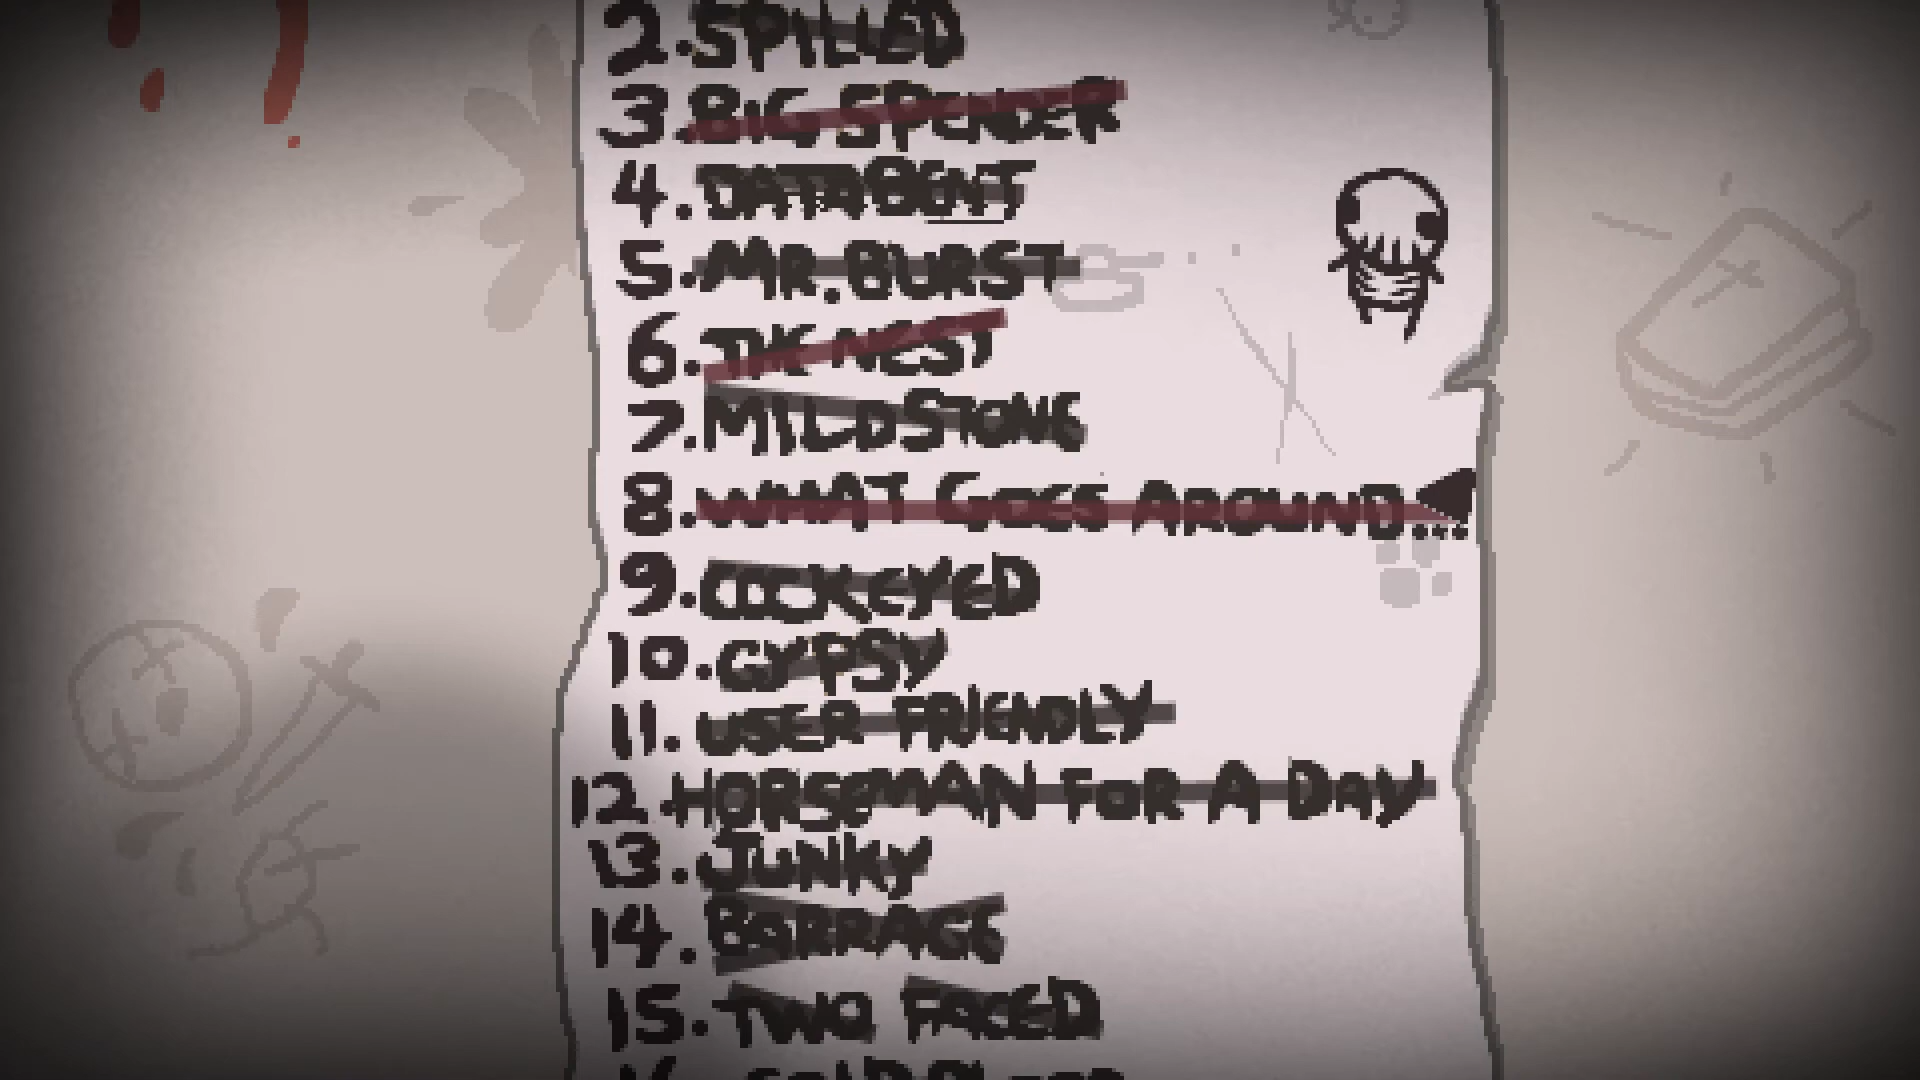 2. SPILLED
3. BIG SPENDER
4. DATABENT
5. MR. BURST
6. THE NEST
7. MILDSTONE
8. WHAT GOES AROUND...
9. COCKEYED
10. GYPSY
11. USER FRIENDLY
12. HORSEMAN FOR A DAY
13. JUNKY
14. BARRAGE
15. TWO FACED